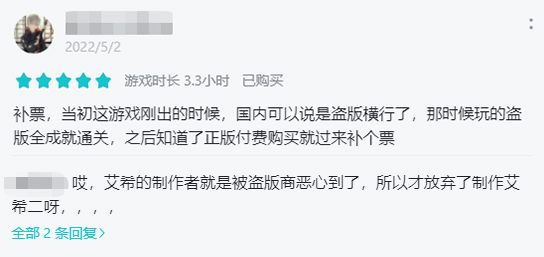 2022/5/2
游戏时长 3.3小时 已购买
补票，当初这游戏刚出的时候，国内可以说是盗版横行了，那时候玩的盗
版全成就通关，之后知道了正版付费购买就过来补个票
哎，艾希的制作者就是被盗版商恶心到了，所以才放弃了制作艾
希二呀，，，，
全部 2 条回复>